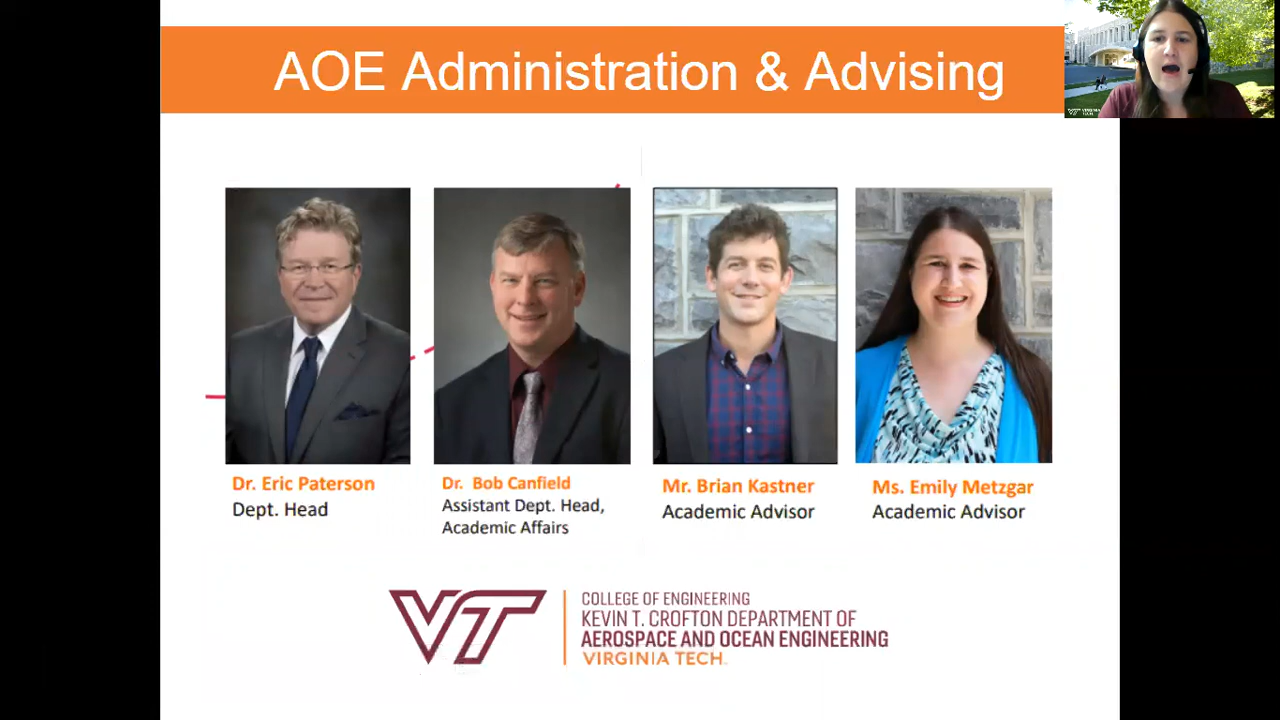 AOE Administration & Advising
Dr. Eric Paterson
Dept. Head
Dr. Bob Canfield
Assistant Dept. Head,
Academic Affairs
Mr. Brian Kastner
Academic Advisor
Ms. Emily Metzgar
Academic Advisor
VT
COLLEGE OF ENGINEERING
KEVIN T. CROFTON DEPARTMENT OF
AEROSPACE AND OCEAN ENGINEERING
VIRGINIA TECH.